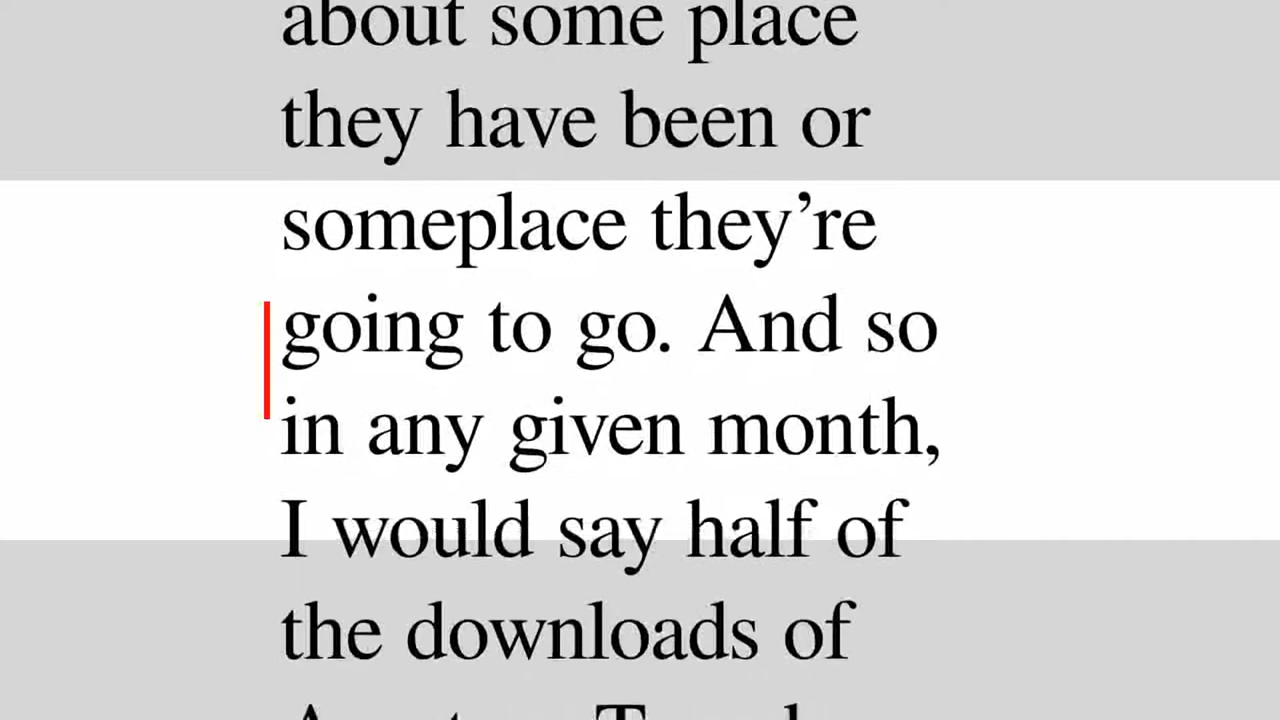 about some place
they have been or
someplace they’re
going to go. And so
in any given month,
I would say half of
the downloads of